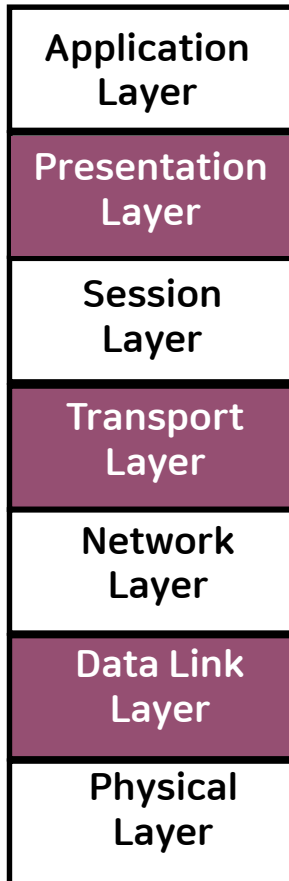 Application
Layer
Presentation
Layer
Session
Layer
Transport
Layer
Network
Layer
Data Link
Layer
Physical
Layer